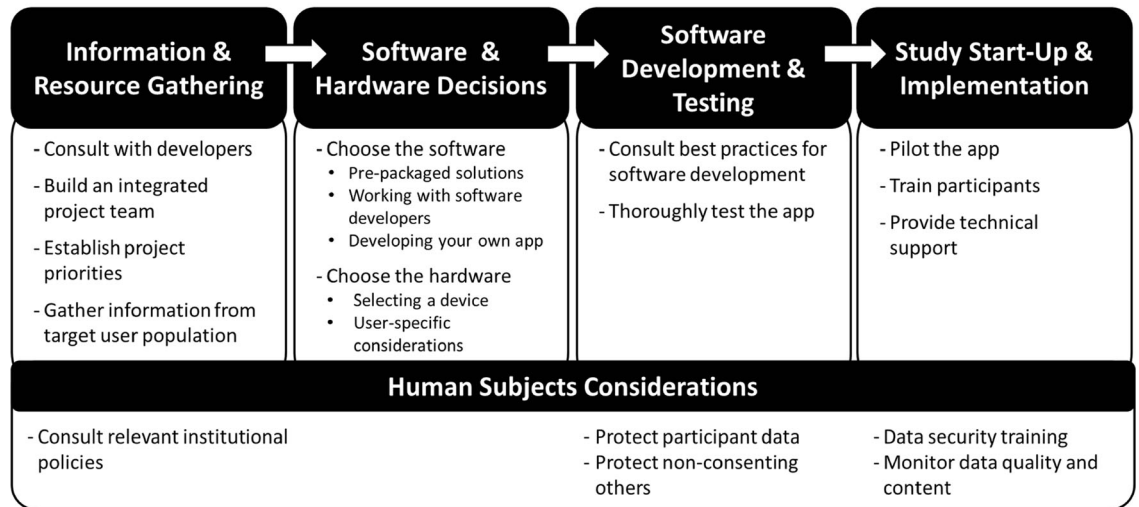 Information &
Resource Gathering
- Consult with developers
- Build an integrated
project team
- Establish project
priorities
- Gather information from
target user population
Software &
Hardware Decisions
- Choose the software
• Pre-packaged solutions
• Working with software
developers
• Developing your own app
- Choose the hardware
• Selecting a device
• User-specific
considerations
Software
Development &
Testing
- Consult best practices for
software development
- Thoroughly test the app
Study Start-Up &
Implementation
- Pilot the app
- Train participants
- Provide technical
support
Human Subjects Considerations
- Consult relevant institutional
policies
- Protect participant data
- Protect non-consenting
others
- Data security training
- Monitor data quality and
content